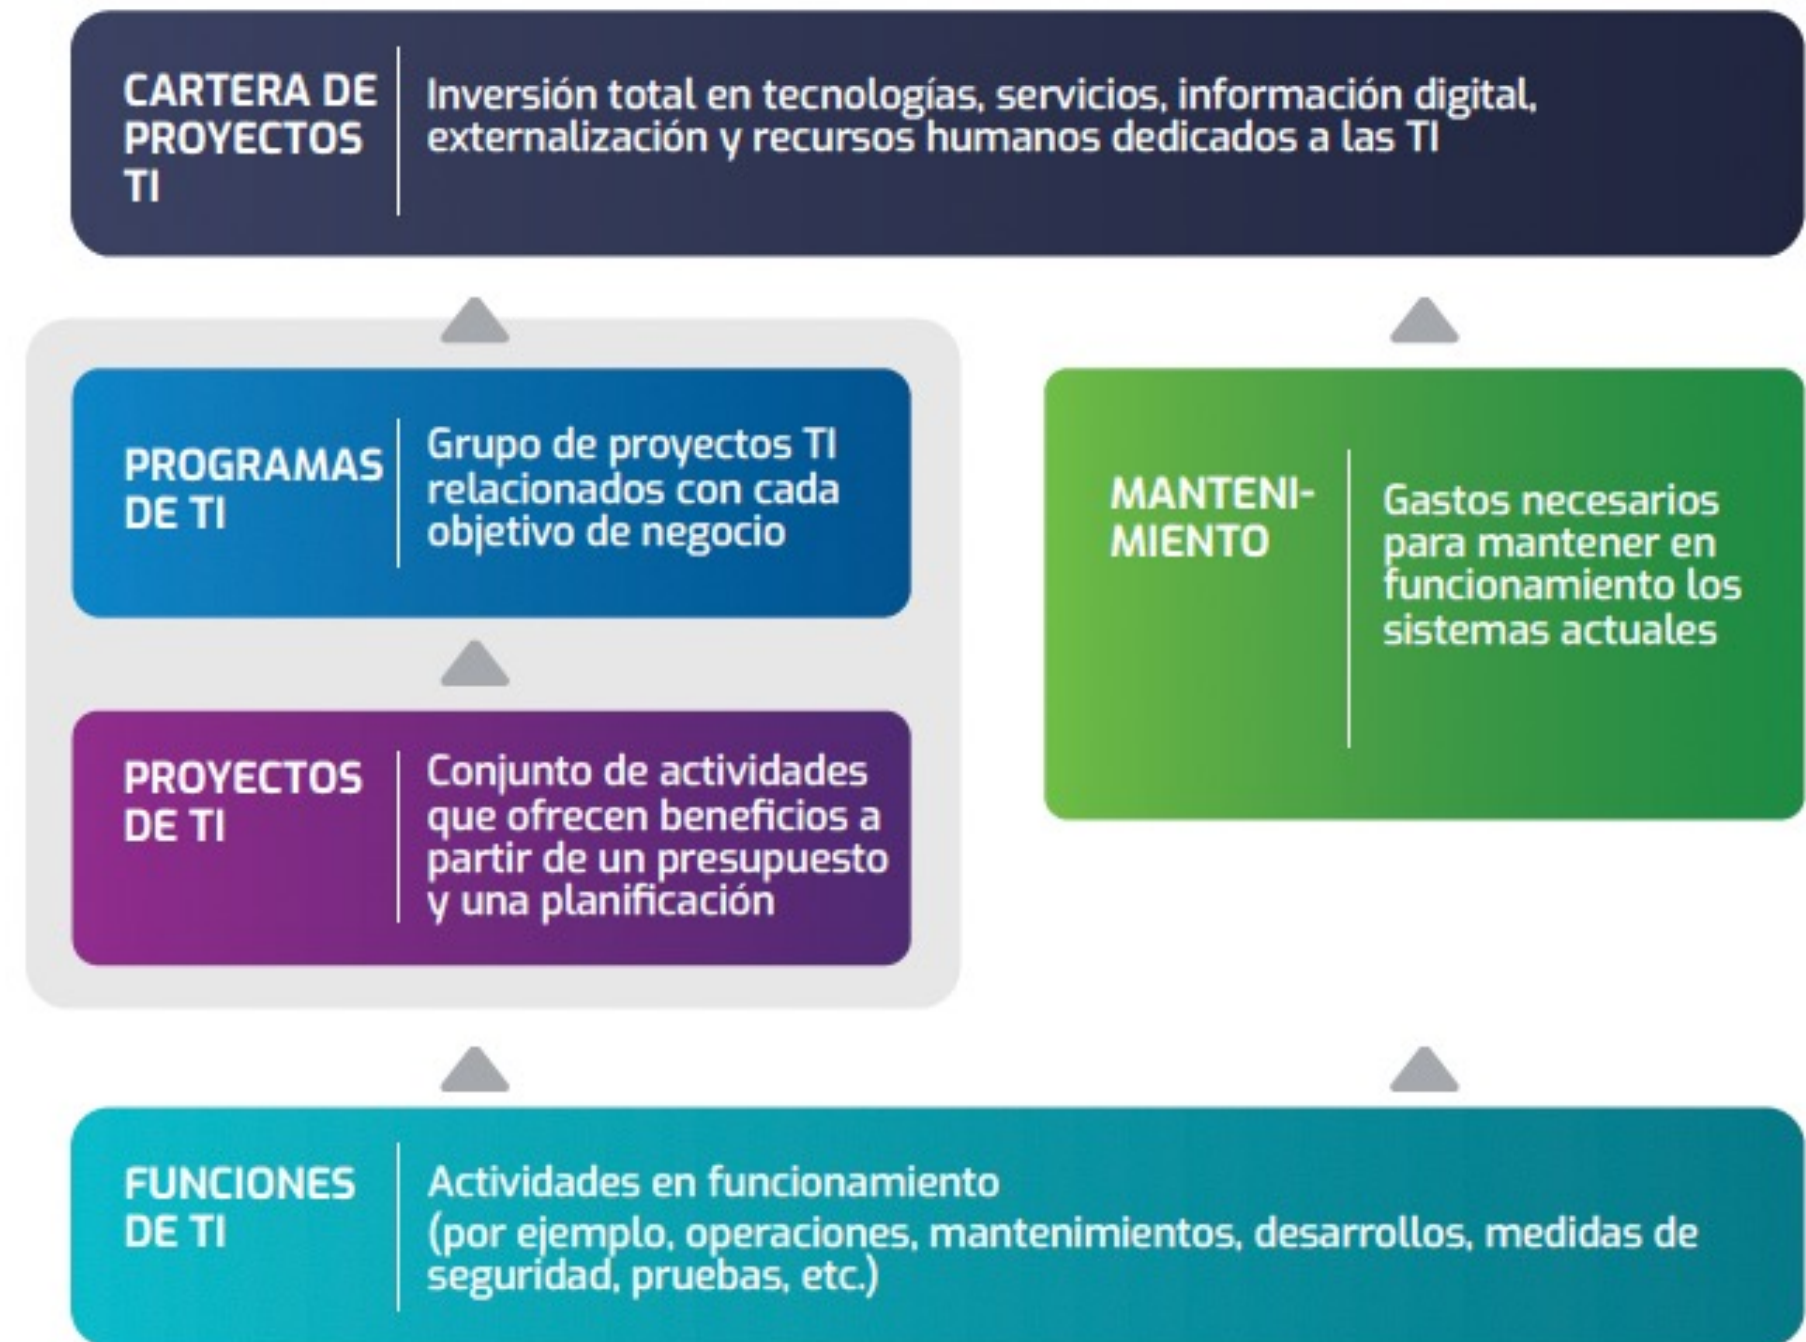 CARTERA DE
PROYECTOS
TI
Inversión total en tecnologías, servicios, información digital,
externalización y recursos humanos dedicados a las TI
PROGRAMAS
DE TI
Grupo de proyectos TI
relacionados con cada
objetivo de negocio
PROYECTOS
DE TI
Conjunto de actividades
que ofrecen beneficios a
partir de un presupuesto
y una planificación
MANTENI-
MIENTO
Gastos necesarios
para mantener en
funcionamiento los
sistemas actuales
FUNCIONES
DE TI
Actividades en funcionamiento
(por ejemplo, operaciones, mantenimientos, desarrollos, medidas de
seguridad, pruebas, etc.)